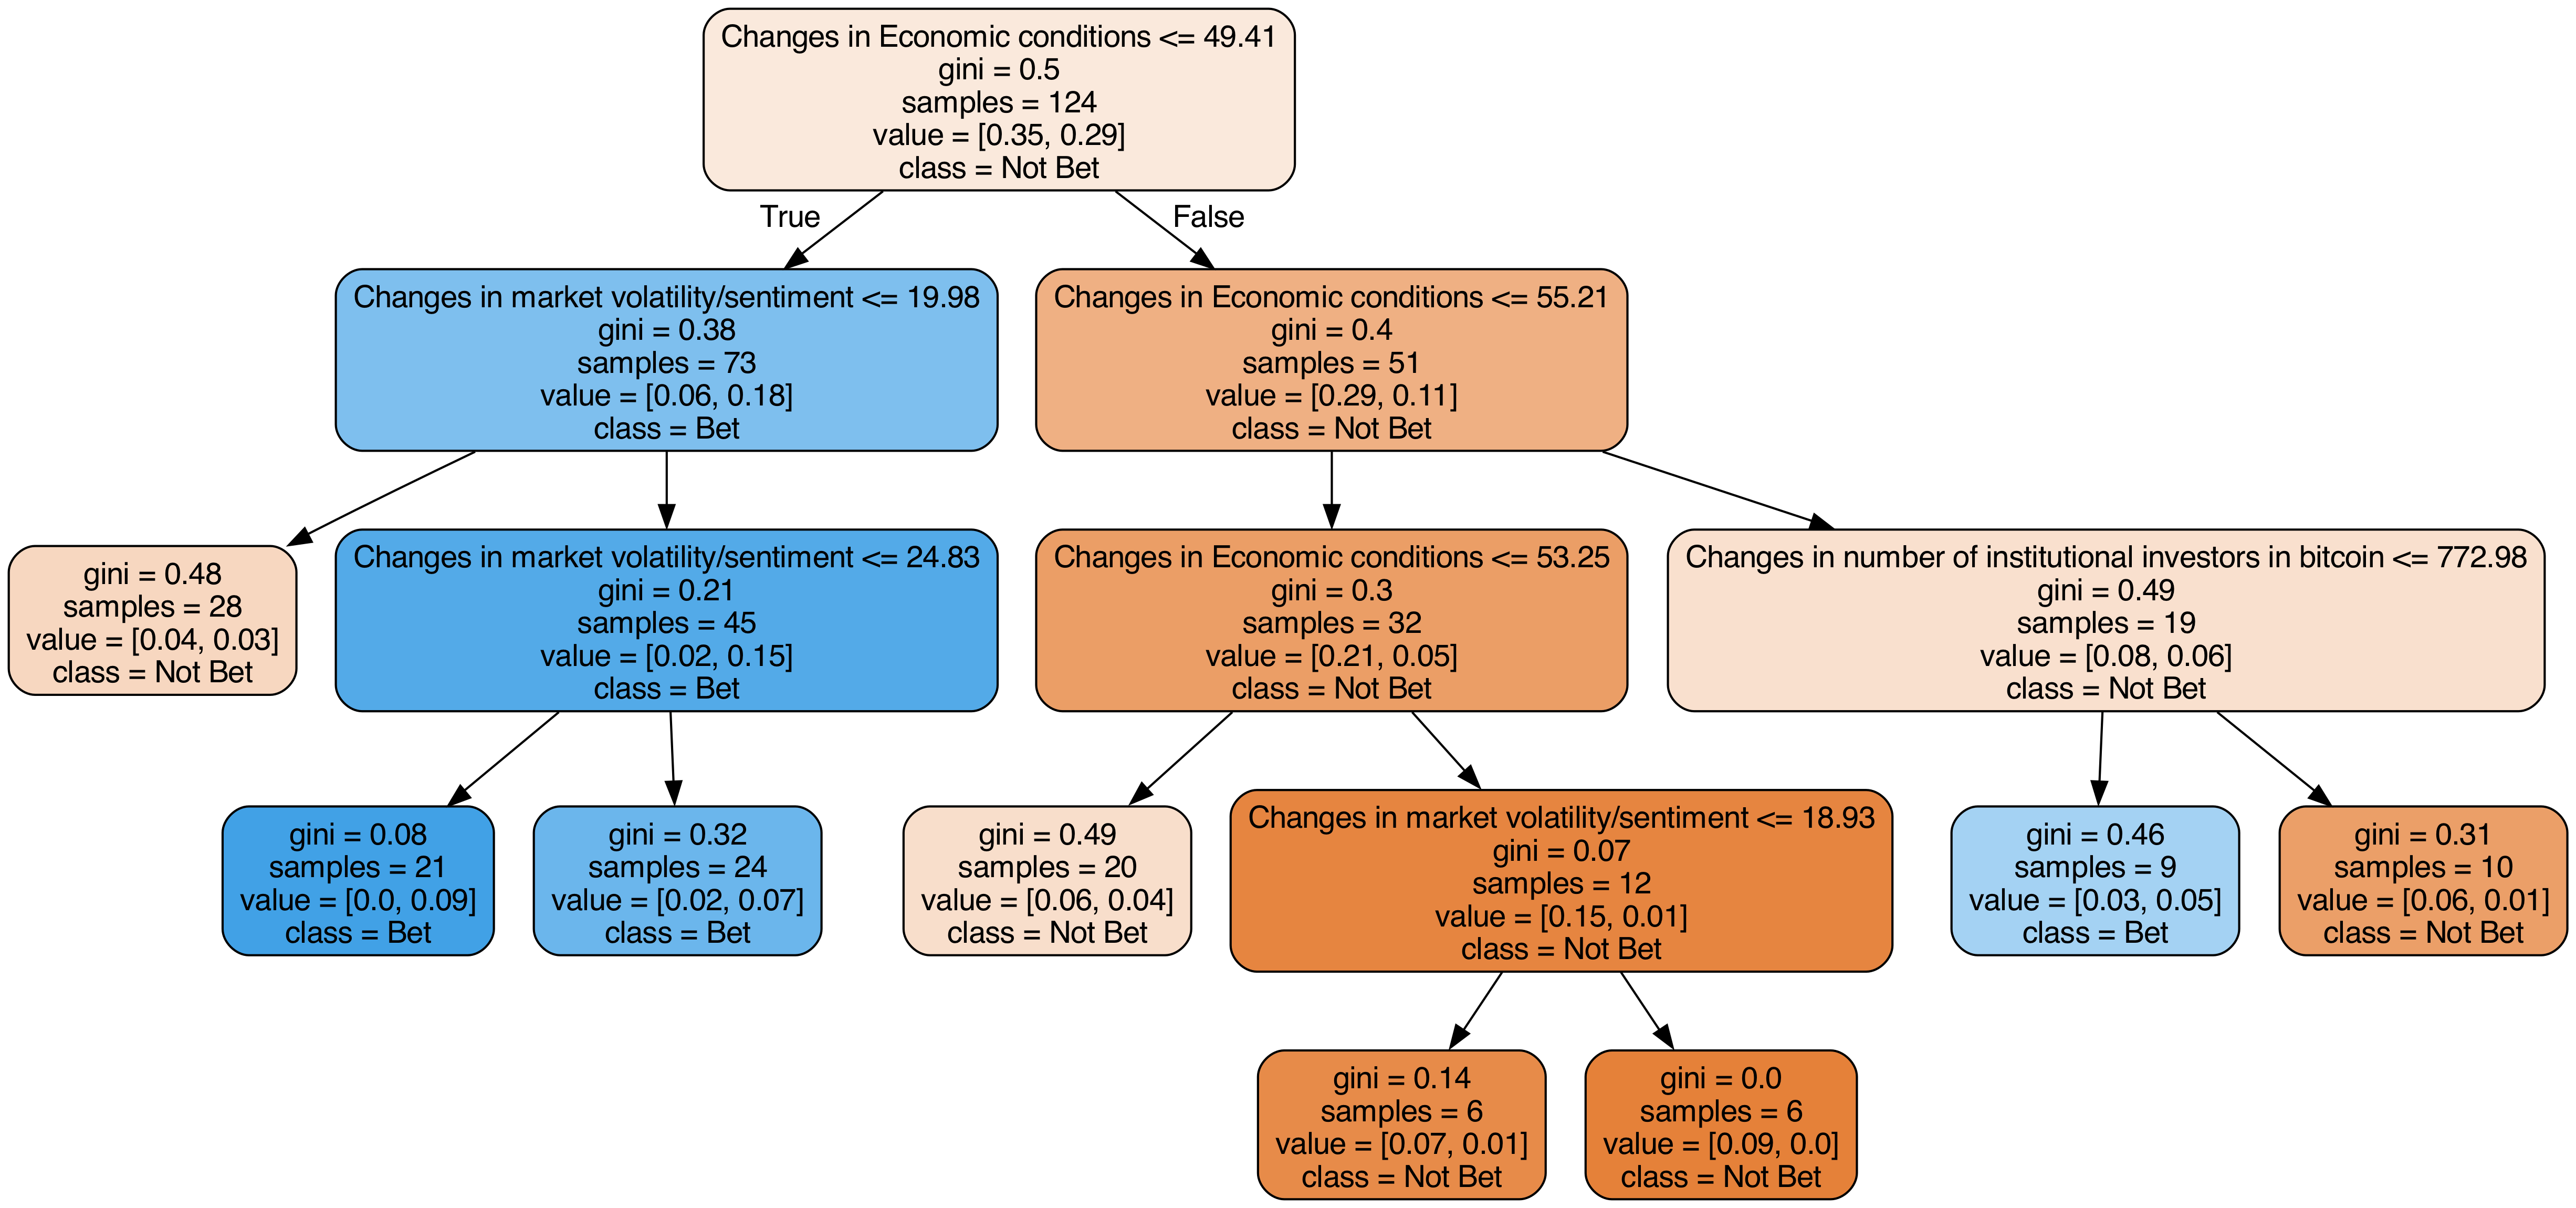 Changes in Economic conditions <= 49.41
gini = 0.5
samples = 124
value = [0.35, 0.29]
class = Not Bet
True
False
Changes in market volatility/sentiment <= 19.98
gini = 0.38
samples = 73
value = [0.06, 0.18]
class = Bet
Changes in Economic conditions <= 55.21
gini = 0.4
samples = 51
value = [0.29, 0.11]
class = Not Bet
gini = 0.48
samples = 28
value = [0.04, 0.03]
class = Not Bet
Changes in market volatility/sentiment <= 24.83
gini = 0.21
samples = 45
value = [0.02, 0.15]
class = Bet
Changes in Economic conditions <= 53.25
gini = 0.3
samples = 32
value = [0.21, 0.05]
class = Not Bet
Changes in number of institutional investors in bitcoin <= 772.98
gini = 0.49
samples = 19
value = [0.08, 0.06]
class = Not Bet
gini = 0.08
samples = 21
value = [0.0, 0.09]
class = Bet
gini = 0.32
samples = 24
value = [0.02, 0.07]
class = Bet
gini = 0.49
samples = 20
value = [0.06, 0.04]
class = Not Bet
Changes in market volatility/sentiment <= 18.93
gini = 0.07
samples = 12
value = [0.15, 0.01]
class = Not Bet
gini = 0.46
samples = 9
value = [0.03, 0.05]
class = Bet
gini = 0.31
samples = 10
value = [0.06, 0.01]
class = Not Bet
gini = 0.14
samples = 6
value = [0.07, 0.01]
class = Not Bet
gini = 0.0
samples = 6
value = [0.09, 0.0]
class = Not Bet